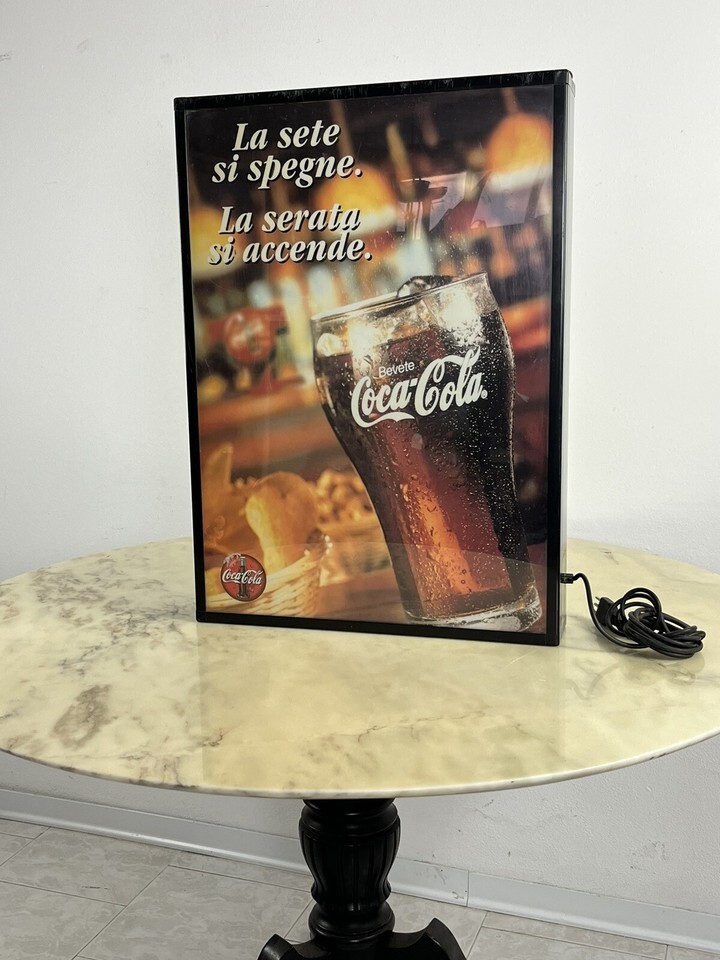 La sete
si spegne.
La serata
si accende.
Bevete
Coca-Cola
Coca-Cola